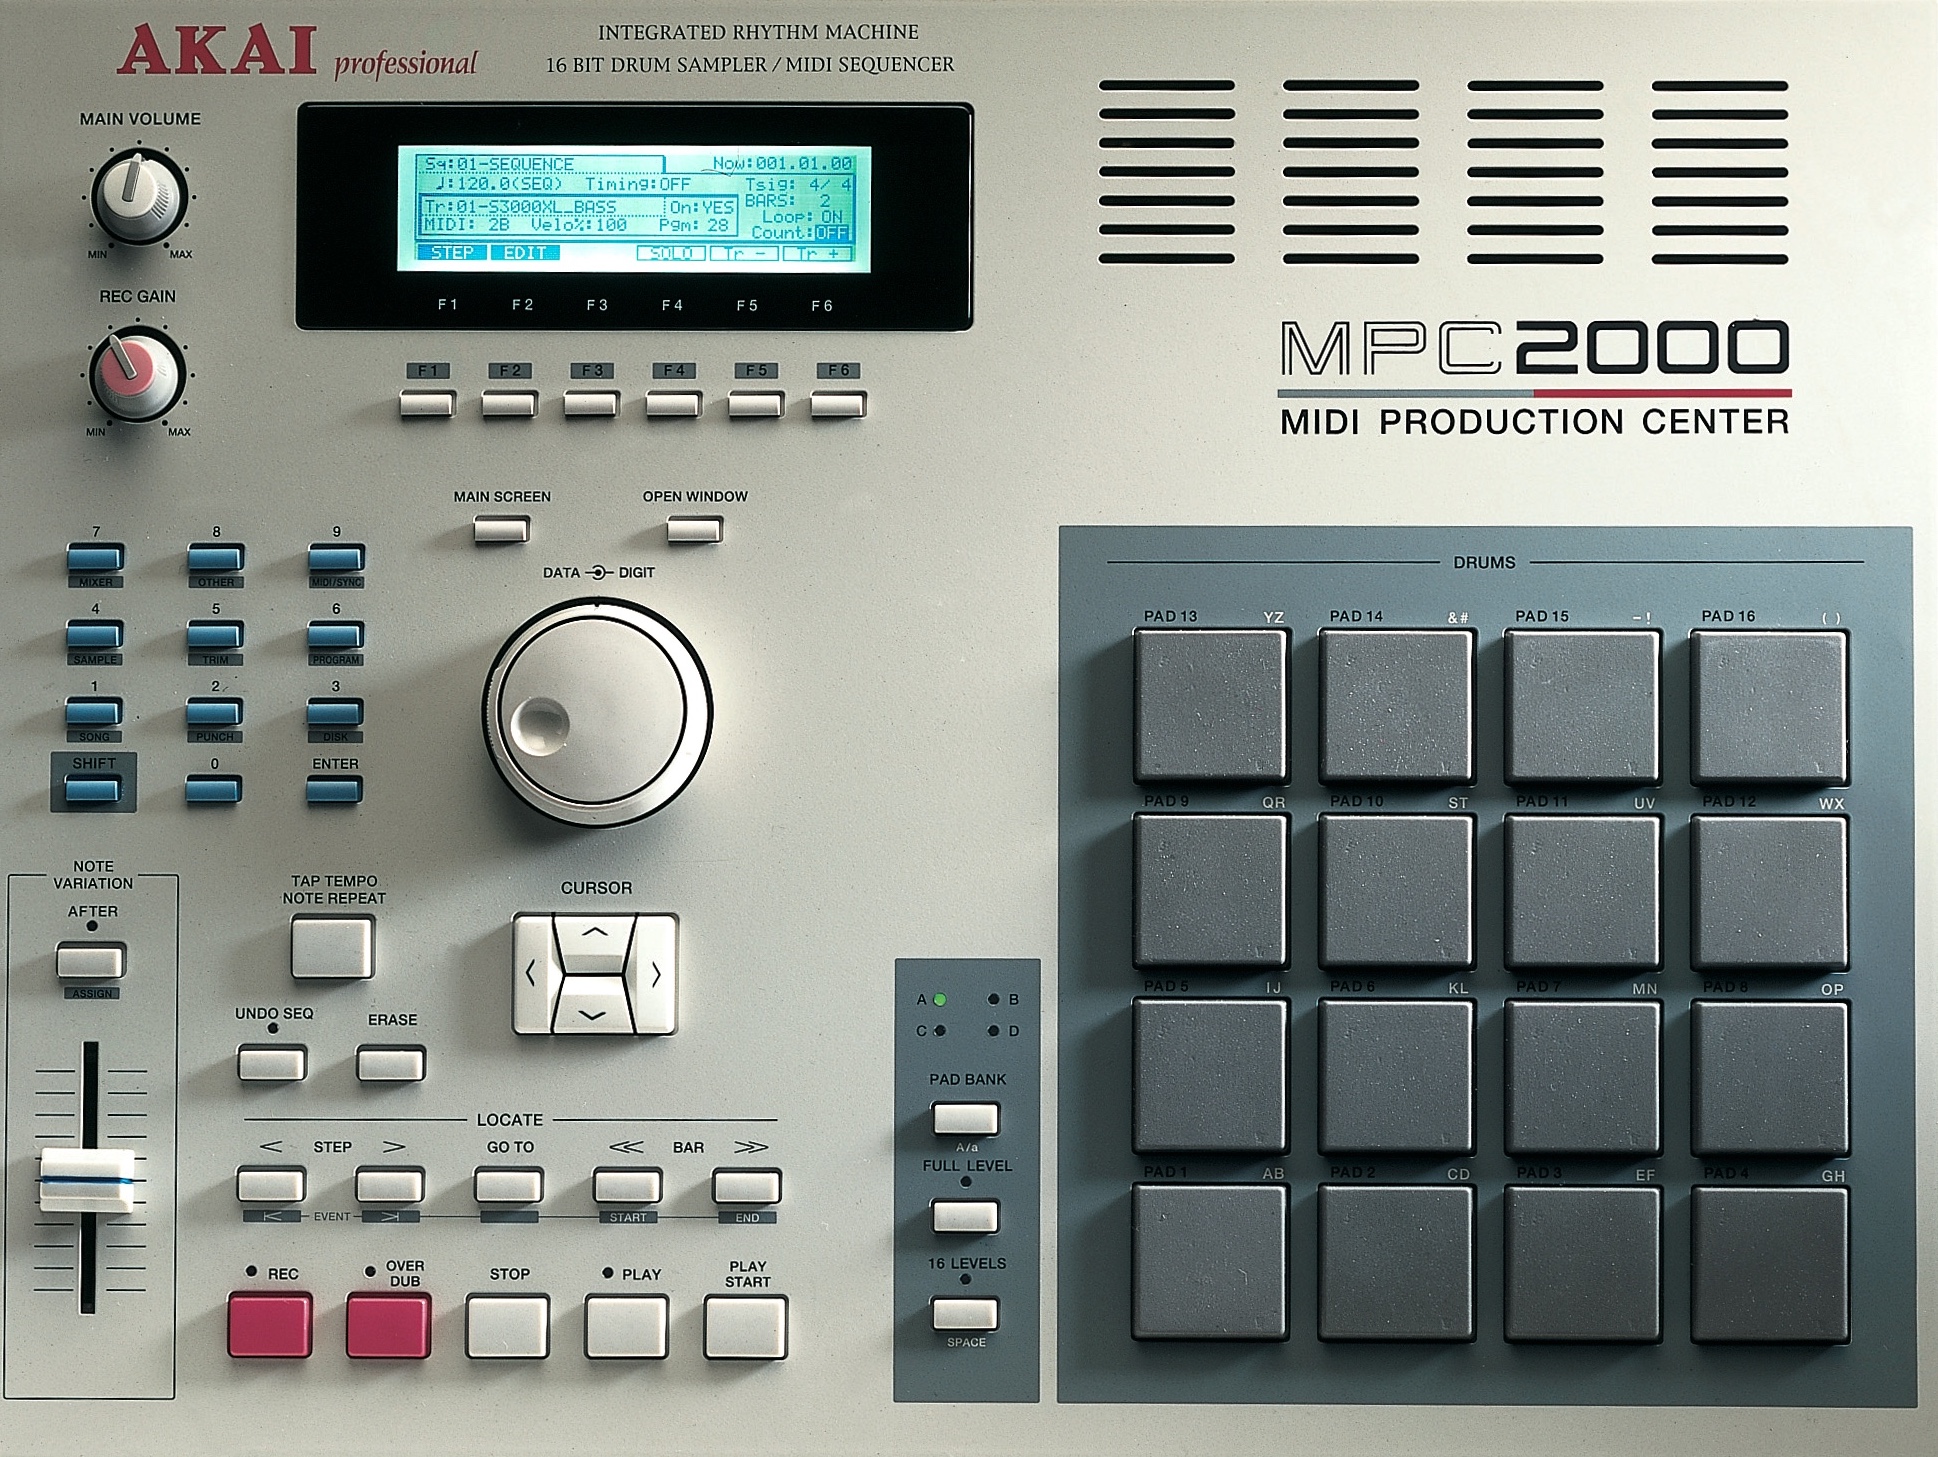 AKAI professional
INTEGRATED RHYTHM MACHINE
16 BIT DRUM SAMPLER / MIDI SEQUENCER
MAIN VOLUME
MIN MAX
REC GAIN
MIN MAX
Sq:01-SEQUENCE Now:001.01.00
♩:120.0(SEQ) Timing:OFF Tsig: 4/ 4
BARS: 2
Tr:01-S3000XL_BASS On:YES
Loop: ON
MIDI: 2B Velo%:100 Pgm: 28
Count:OFF
STEP EDIT SOLO Tr - Tr +
F1 F2 F3 F4 F5 F6
F1 F2 F3 F4 F5 F6
MPC2000
MIDI PRODUCTION CENTER
MAIN SCREEN OPEN WINDOW
DATA DIGIT
7 8 9
MIXER OTHER MIDI/SYNC
4 5 6
SAMPLE TRIM PROGRAM
1 2 3
SONG PUNCH DISK
SHIFT 0 ENTER
NOTE
VARIATION
AFTER
ASSIGN
TAP TEMPO
NOTE REPEAT
CURSOR
< ^ > v
UNDO SEQ ERASE
LOCATE
< STEP > GO TO << BAR >>
EVENT START END
REC OVER
DUB STOP PLAY PLAY
START
A B
C D
PAD BANK
A/a
FULL LEVEL
16 LEVELS
SPACE
DRUMS
PAD 13 YZ PAD 14 &# PAD 15 -! PAD 16 ( )
PAD 9 QR PAD 10 ST PAD 11 UV PAD 12 WX
PAD 5 IJ PAD 6 KL PAD 7 MN PAD 8 OP
PAD 1 AB PAD 2 CD PAD 3 EF PAD 4 GH